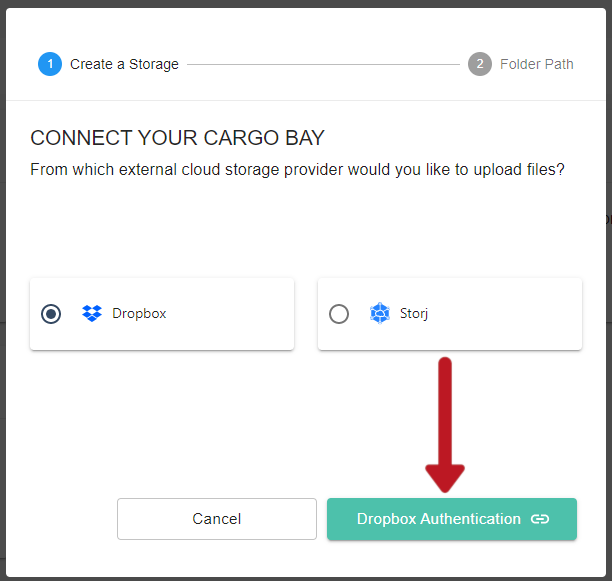 1 Create a Storage 2 Folder Path
CONNECT YOUR CARGO BAY
From which external cloud storage provider would you like to upload files?
Dropbox Storj
Cancel Dropbox Authentication